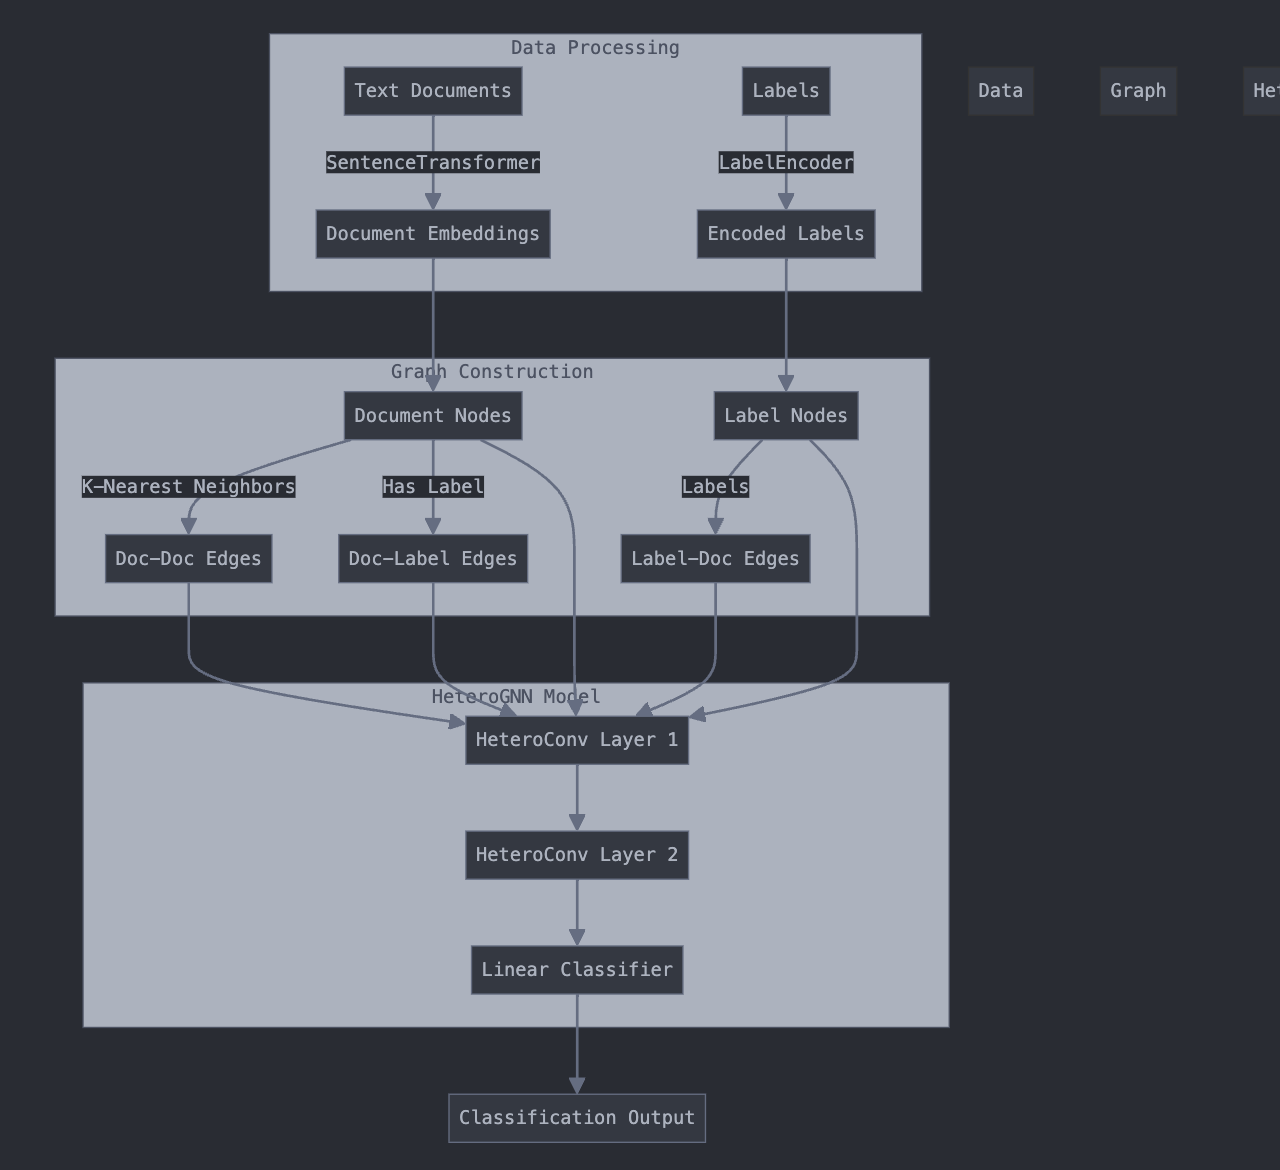 Data Processing
Text Documents
Labels
Data
Graph
Het
SentenceTransformer
LabelEncoder
Document Embeddings
Encoded Labels
Graph Construction
Document Nodes
Label Nodes
K-Nearest Neighbors
Has Label
Labels
Doc-Doc Edges
Doc-Label Edges
Label-Doc Edges
HeteroGNN Model
HeteroConv Layer 1
HeteroConv Layer 2
Linear Classifier
Classification Output